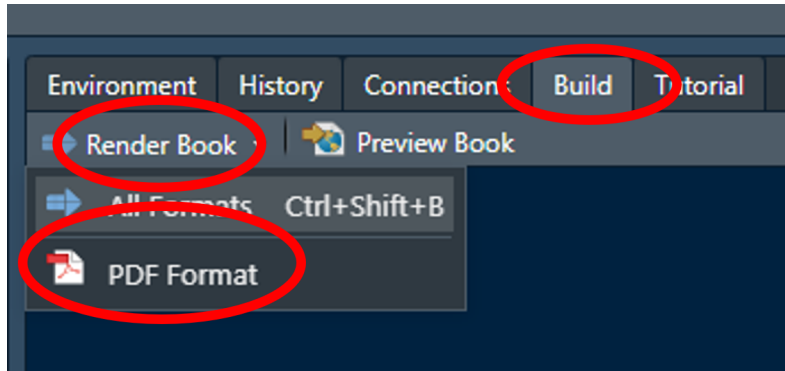 Environment History Connections Build Tutorial
Render Book Preview Book
All Formats Ctrl+Shift+B
PDF Format